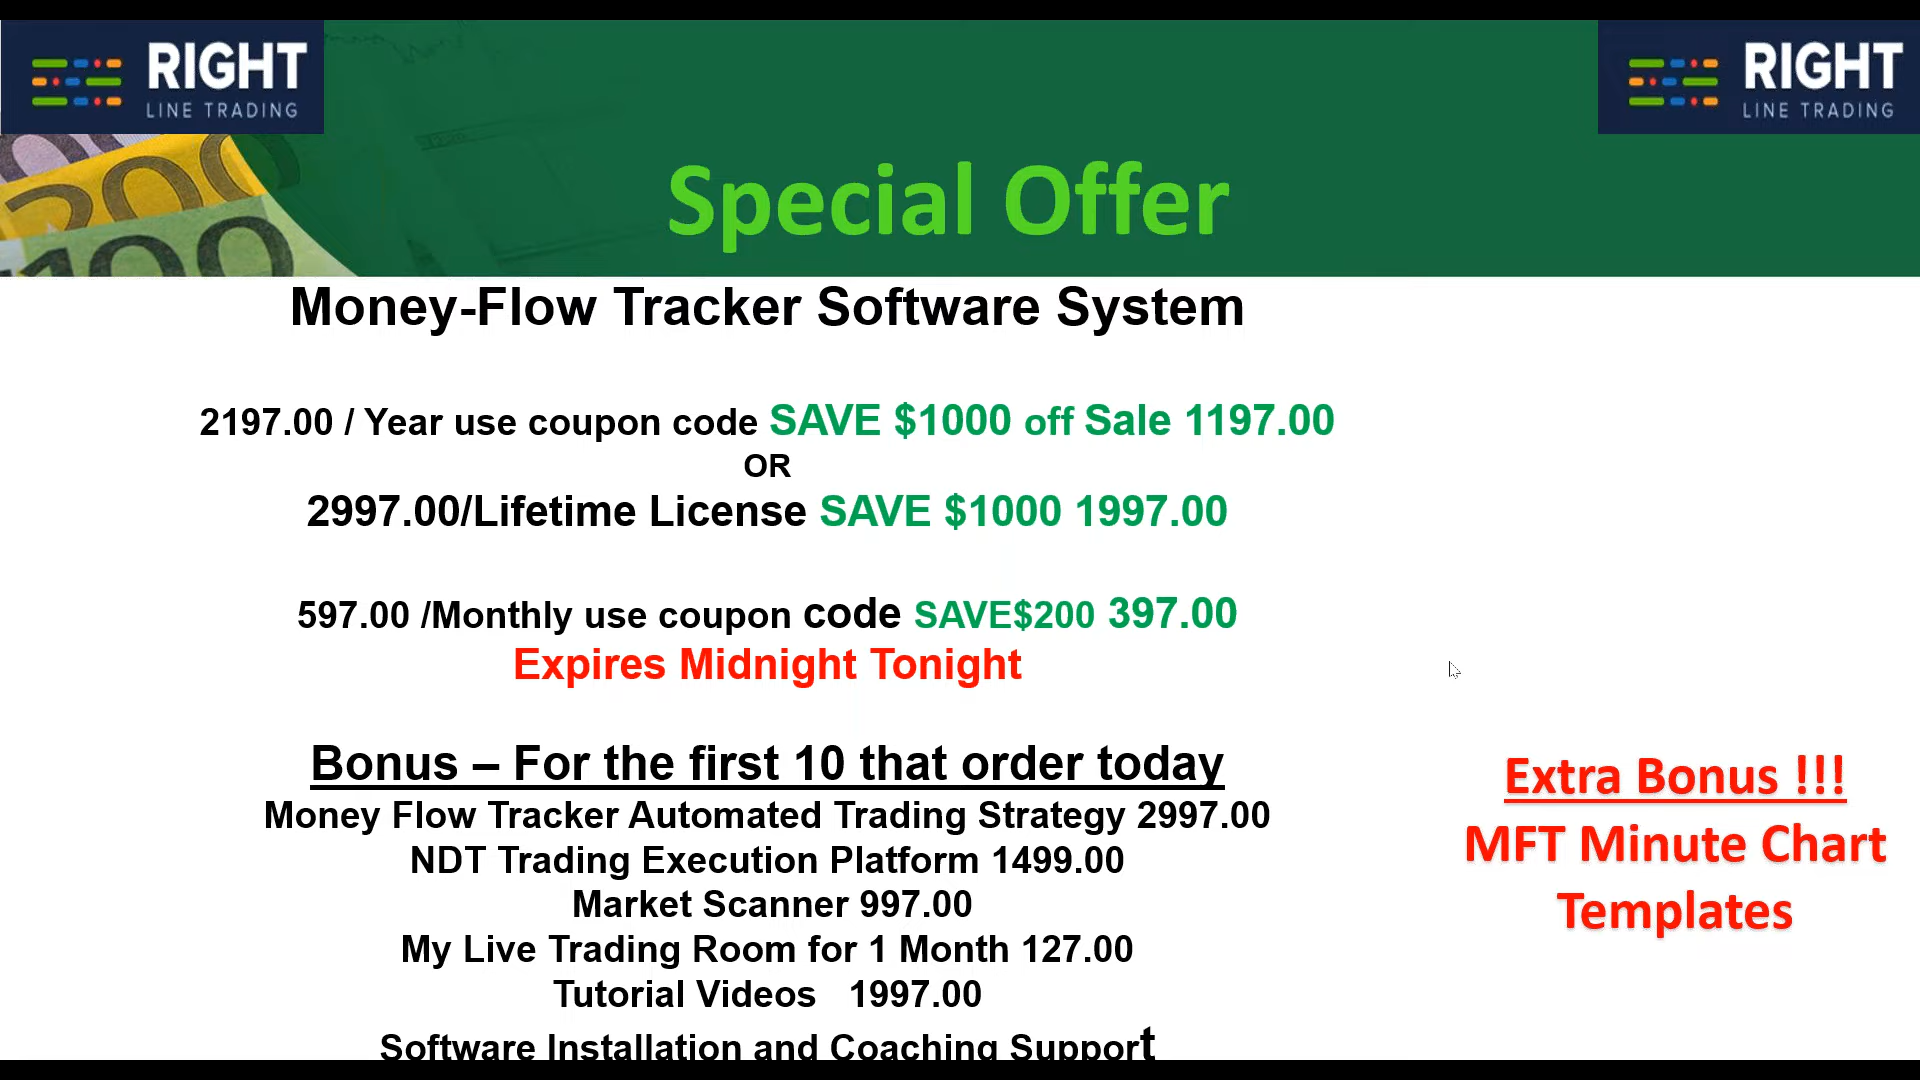 RIGHT
LINE TRADING
RIGHT
LINE TRADING
Special Offer
Money-Flow Tracker Software System
2197.00 / Year use coupon code SAVE $1000 off Sale 1197.00
OR
2997.00/Lifetime License SAVE $1000 1997.00
597.00 /Monthly use coupon code SAVE$200 397.00
Expires Midnight Tonight
Bonus – For the first 10 that order today
Money Flow Tracker Automated Trading Strategy 2997.00
NDT Trading Execution Platform 1499.00
Market Scanner 997.00
My Live Trading Room for 1 Month 127.00
Tutorial Videos 1997.00
Software Installation and Coaching Support
Extra Bonus !!!
MFT Minute Chart
Templates
200
100